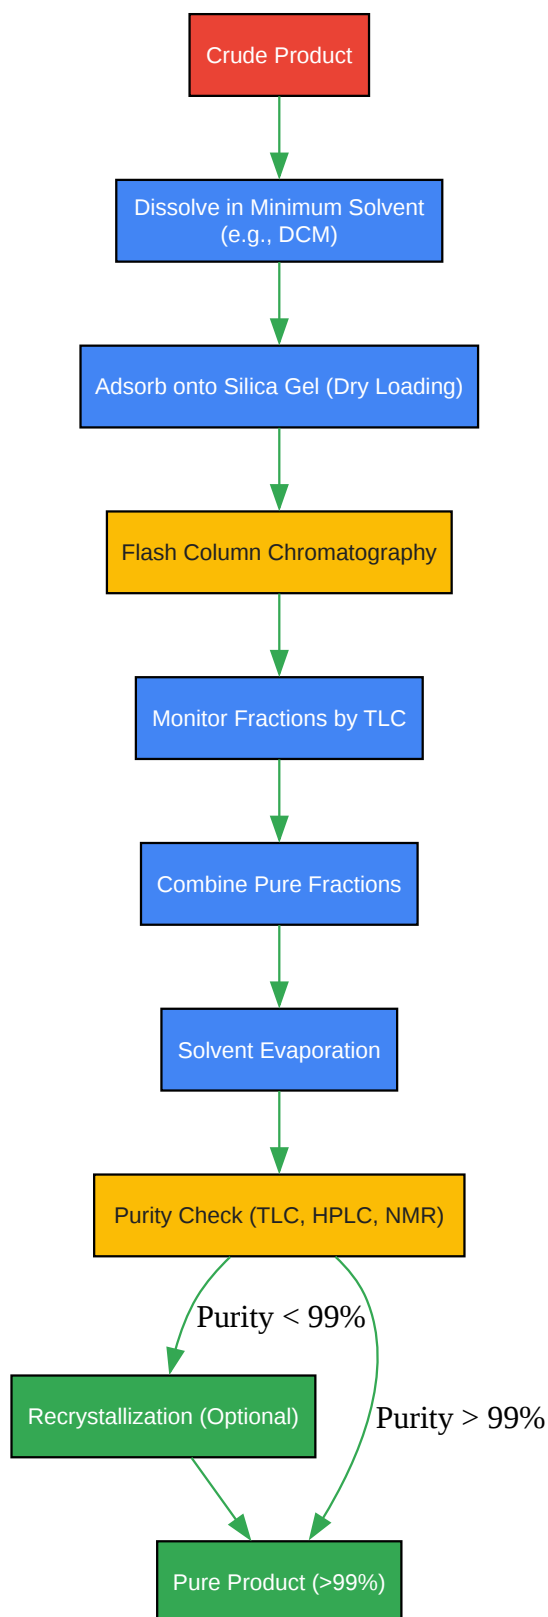 Crude Product
Dissolve in Minimum Solvent
(e.g., DCM)
Adsorb onto Silica Gel (Dry Loading)
Flash Column Chromatography
Monitor Fractions by TLC
Combine Pure Fractions
Solvent Evaporation
Purity Check (TLC, HPLC, NMR)
Purity < 99%
Recrystallization (Optional)
Purity > 99%
Pure Product (>99%)